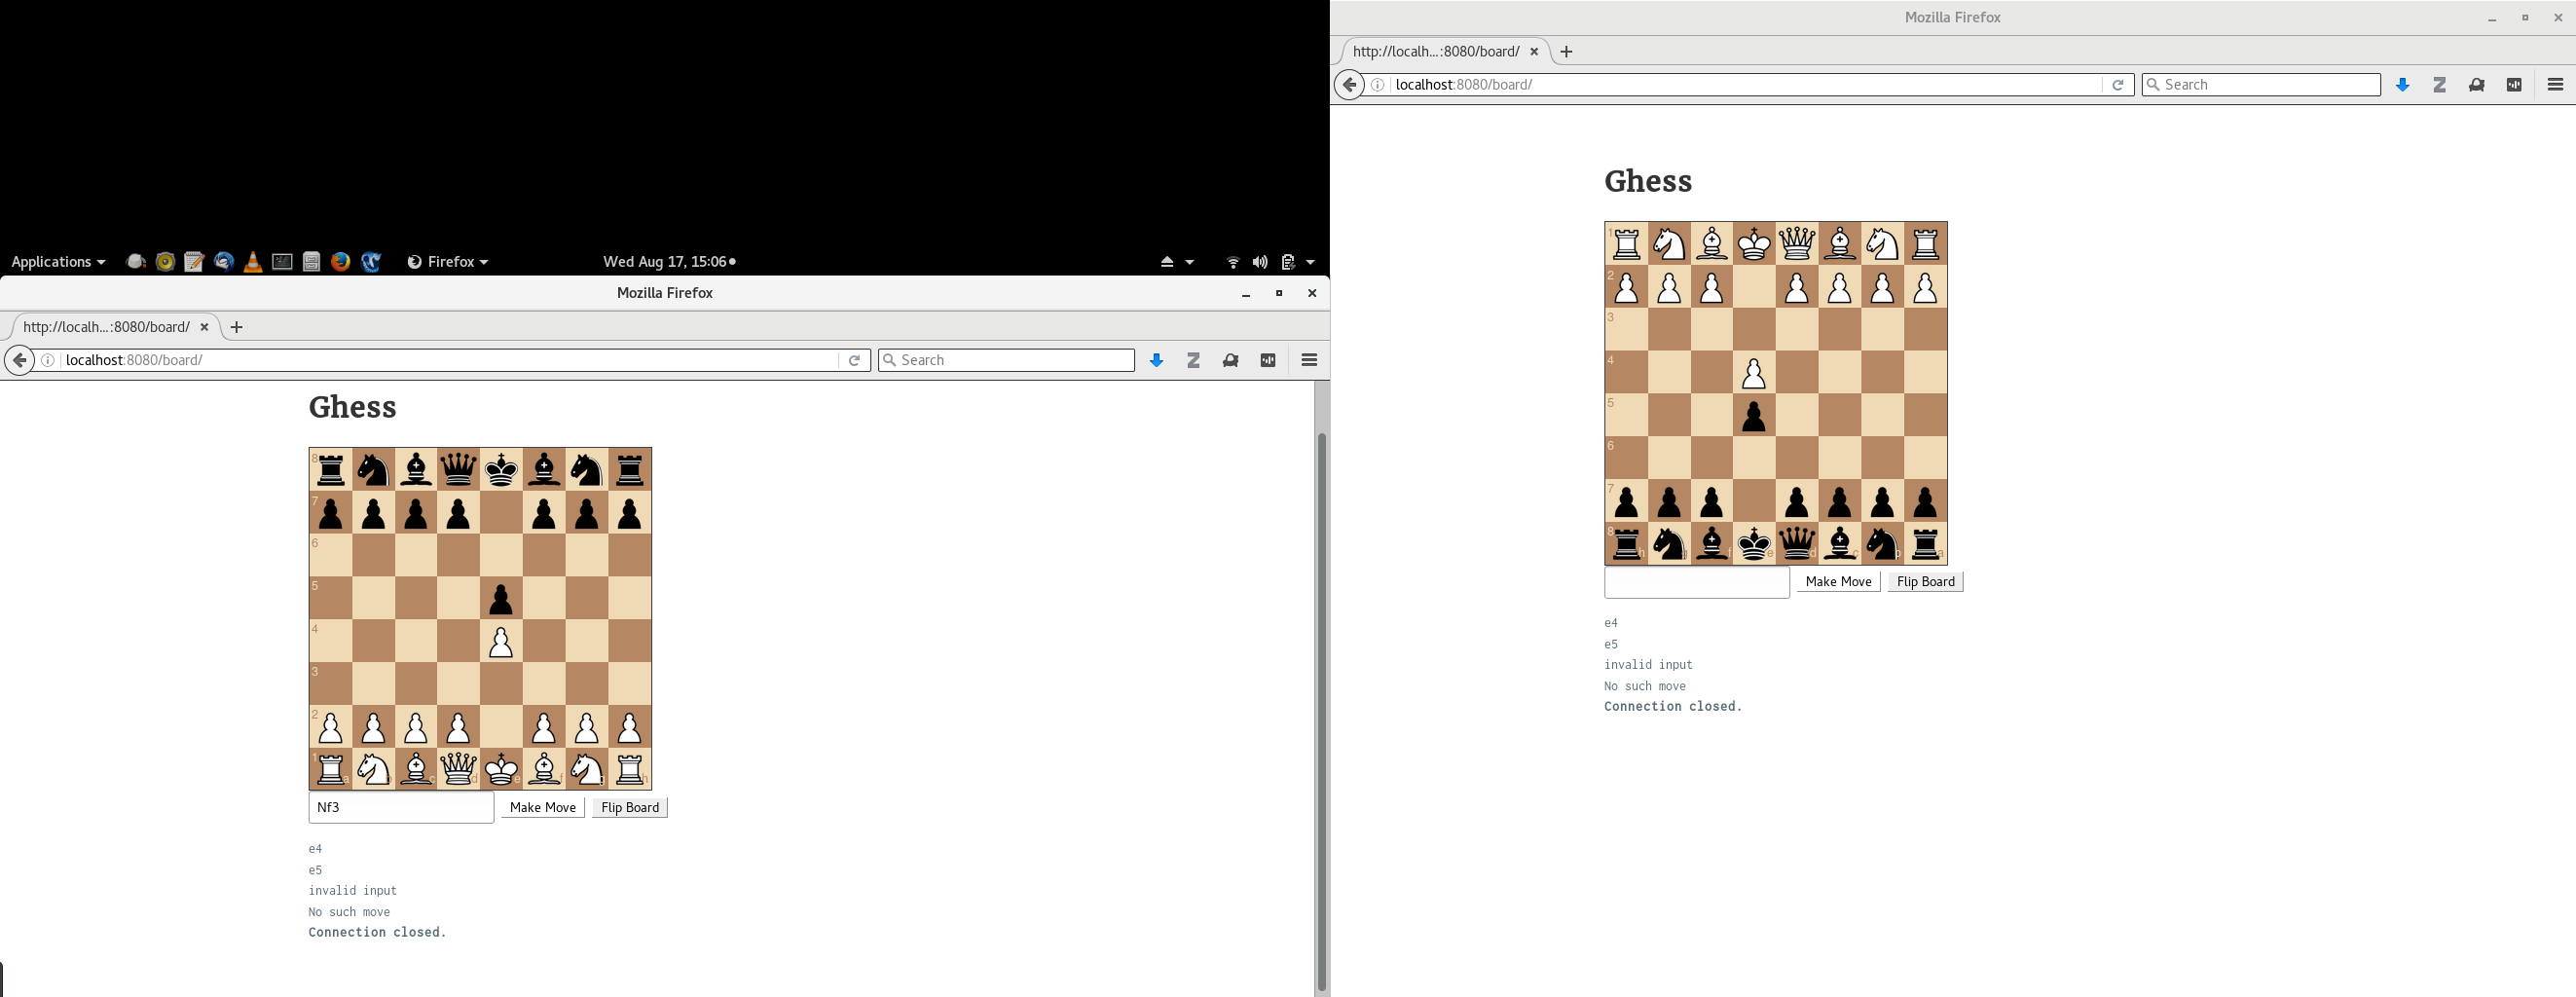 Applications
Firefox
Wed Aug 17, 15:06
Mozilla Firefox
http://localh...:8080/board/
localhost:8080/board/
Search
Ghess
8
7
6
5
4
3
2
1
a b c d e f g h
Nf3
Make Move
Flip Board
e4
e5
invalid input
No such move
Connection closed.
Mozilla Firefox
http://localh...:8080/board/
localhost:8080/board/
Search
Ghess
1
2
3
4
5
6
7
8
h g f e d c b a
Make Move
Flip Board
e4
e5
invalid input
No such move
Connection closed.